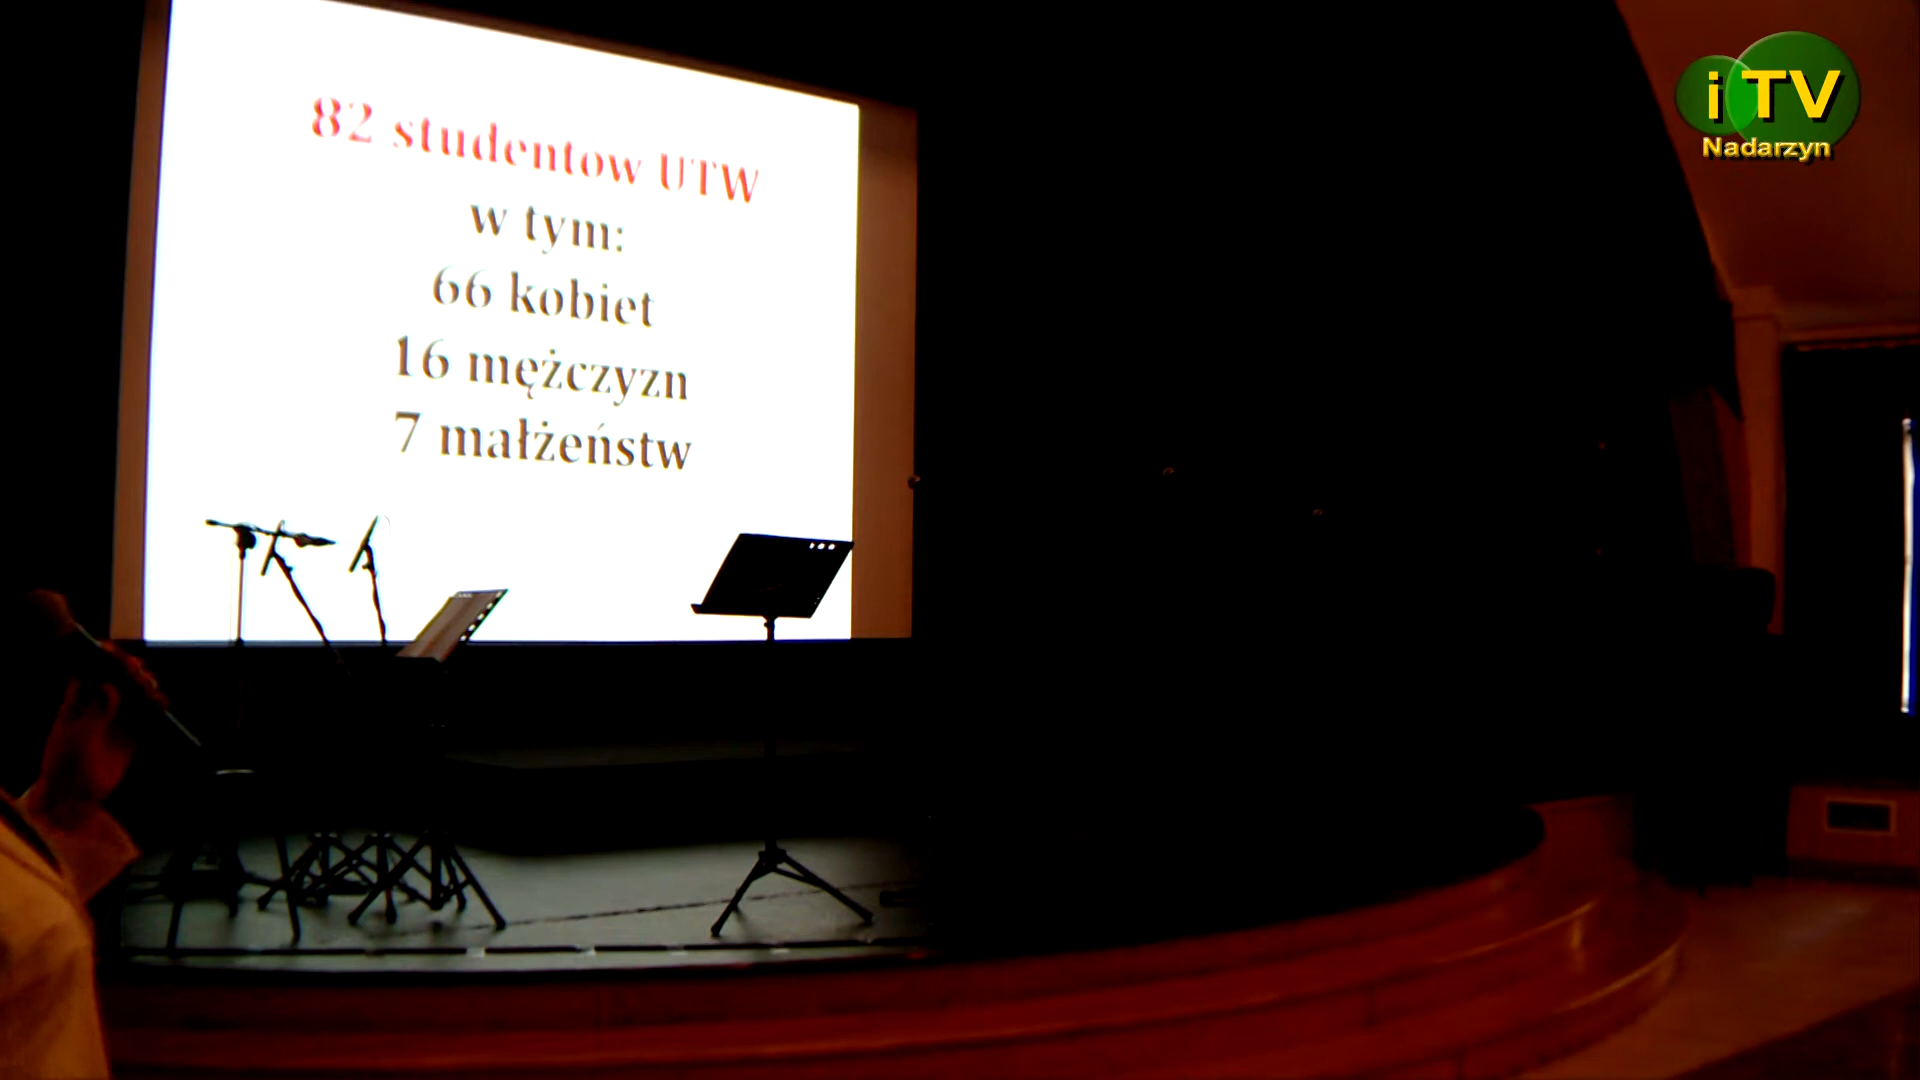 82 studentow UTW
w tym:
66 kobiet
16 mężczyzn
7 małżeństw
iTV
Nadarzyn